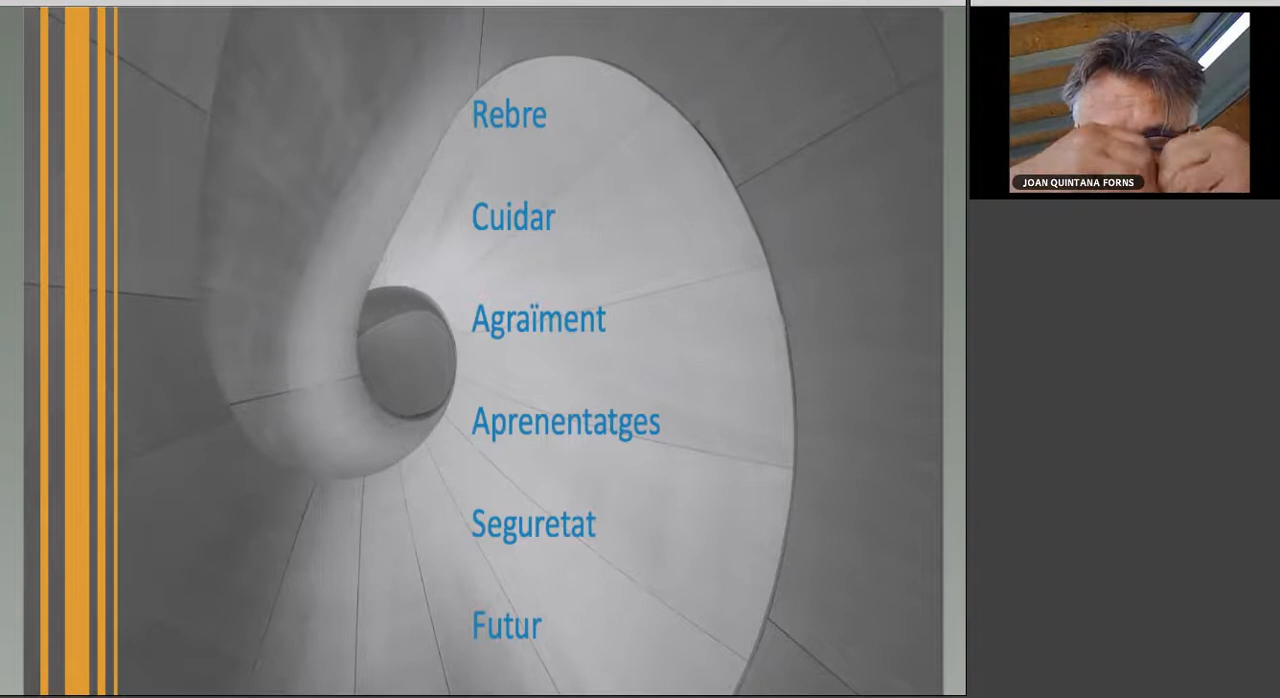 Rebre
Cuidar
Agraïment
Aprenentatges
Seguretat
Futur
JOAN QUINTANA FORNS